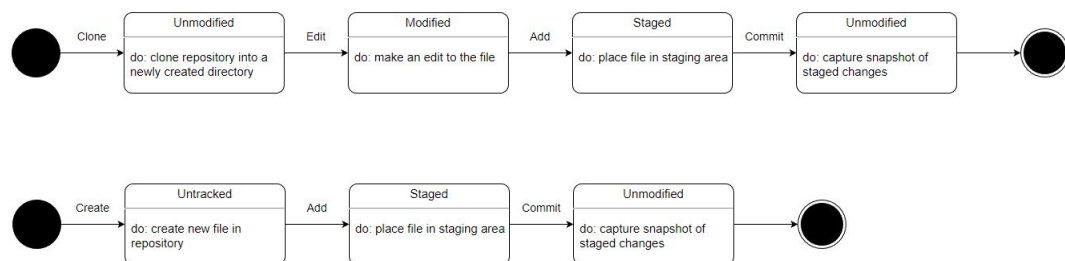 Clone
Unmodified
do: clone repository into a
newly created directory
Edit
Modified
do: make an edit to the file
Add
Staged
do: place file in staging area
Commit
Unmodified
do: capture snapshot of
staged changes
Create
Untracked
do: create new file in
repository
Add
Staged
do: place file in staging area
Commit
Unmodified
do: capture snapshot of
staged changes